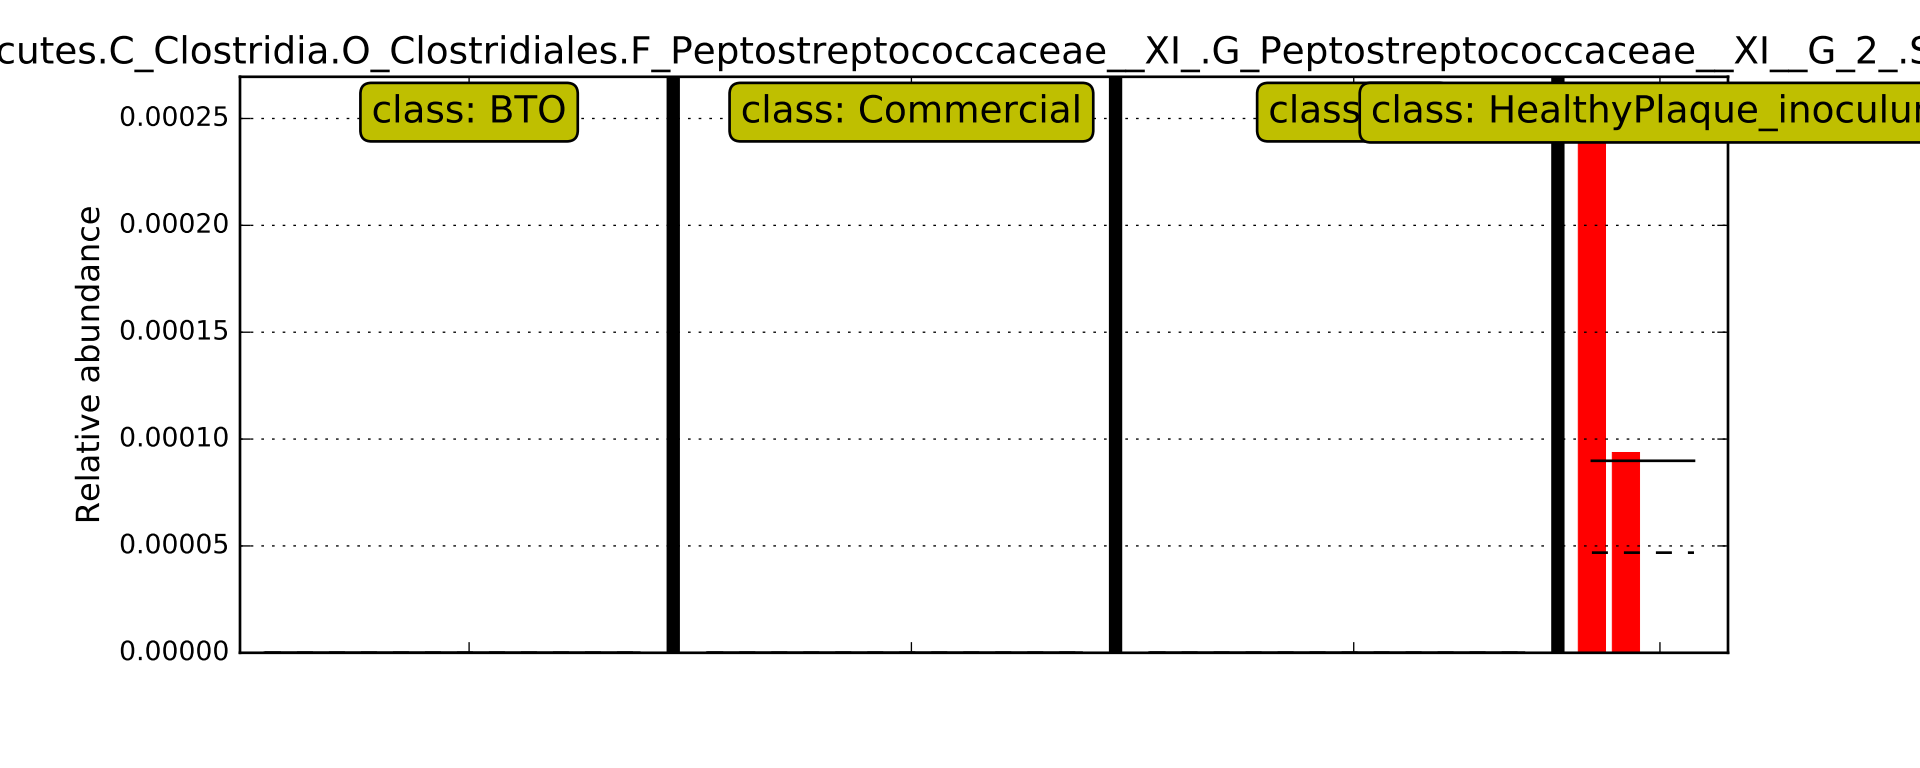 cutes.C_Clostridia.O_Clostridiales.F_Peptostreptococcaceae__XI_.G_Peptostreptococcaceae__XI__G_2_.S
class: BTO
class: Commercial
class
class: HealthyPlaque_inoculu
0.00025
0.00020
0.00015
0.00010
0.00005
0.00000
Relative abundance